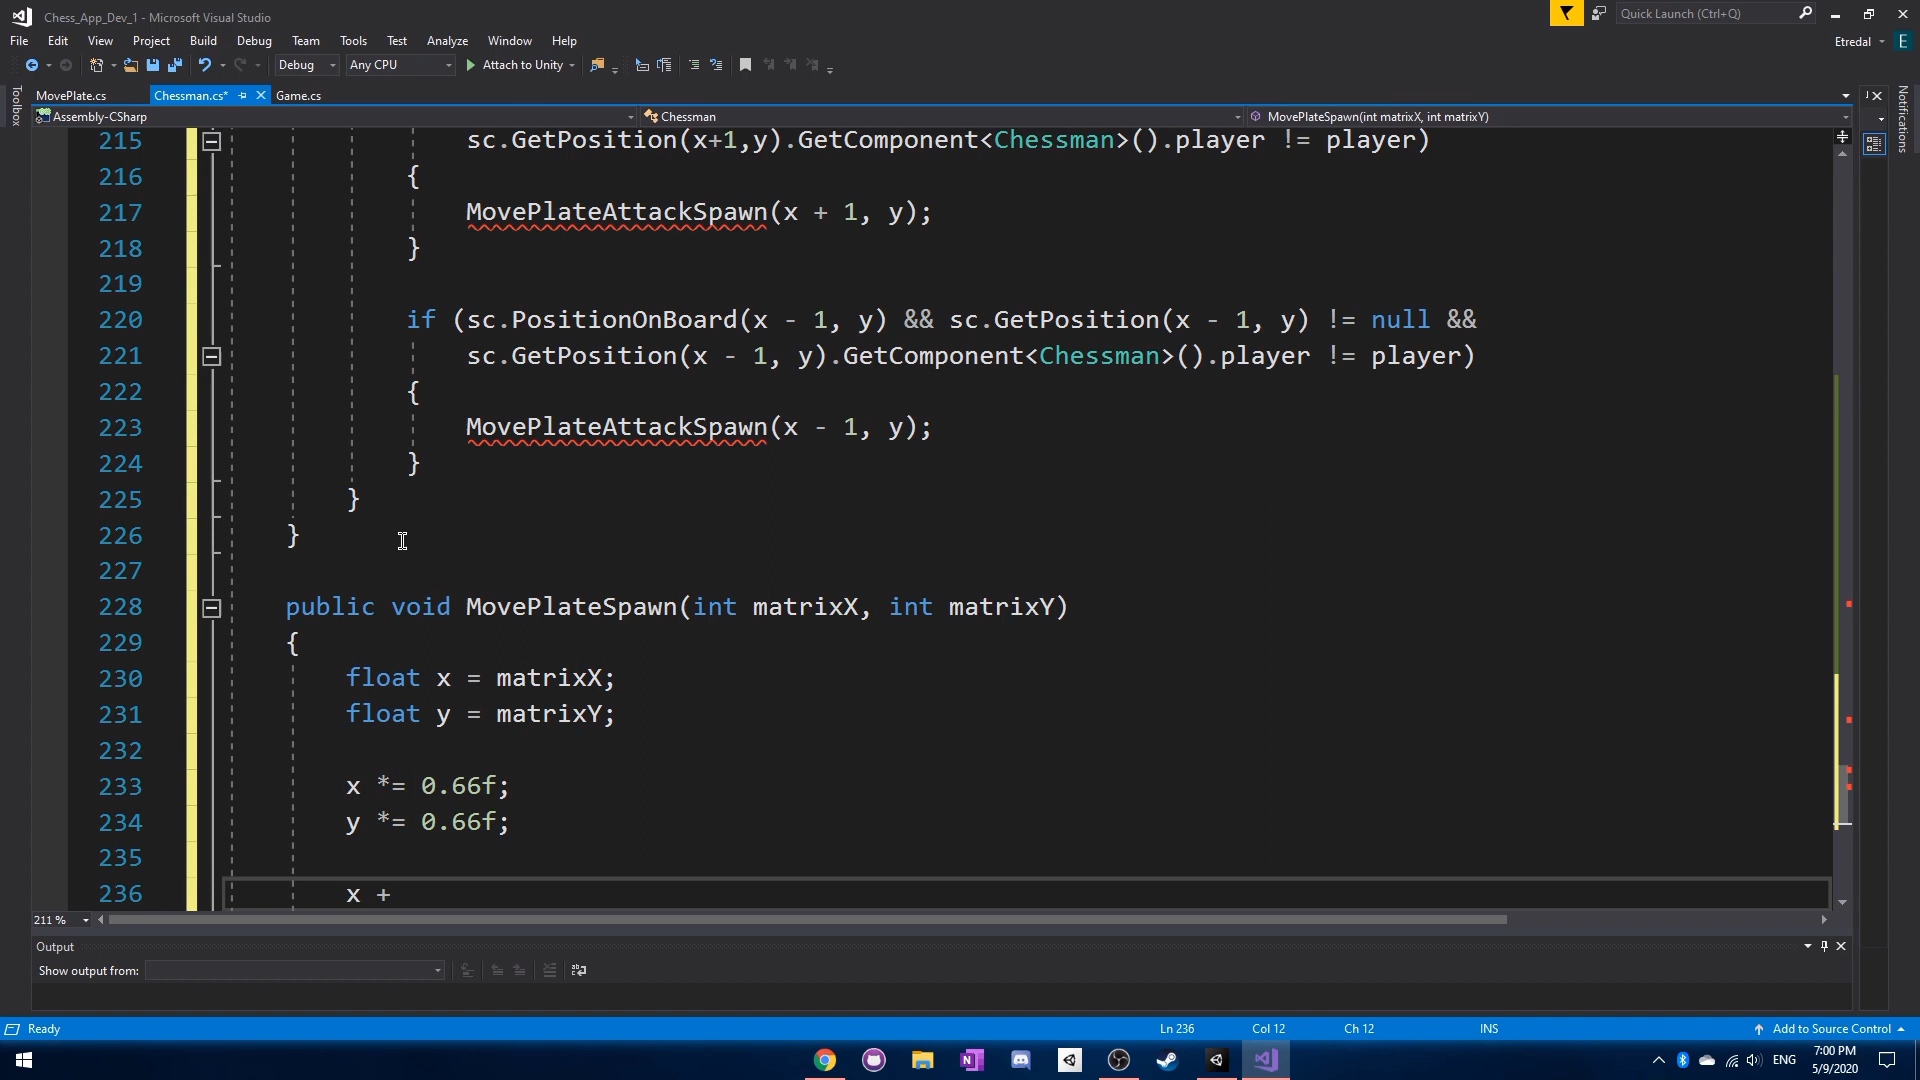 Chess_App_Dev_1 - Microsoft Visual Studio
Quick Launch (Ctrl+Q)
File Edit View Project Build Debug Team Tools Test Analyze Window Help
Etredal E
Debug Any CPU Attach to Unity
MovePlate.cs Chessman.cs* Game.cs
Toolbox
Notifications
Assembly-CSharp Chessman MovePlateSpawn(int matrixX, int matrixY)
215 sc.GetPosition(x+1,y).GetComponent<Chessman>().player != player)
216 {
217 MovePlateAttackSpawn(x + 1, y);
218 }
219
220 if (sc.PositionOnBoard(x - 1, y) && sc.GetPosition(x - 1, y) != null &&
221 sc.GetPosition(x - 1, y).GetComponent<Chessman>().player != player)
222 {
223 MovePlateAttackSpawn(x - 1, y);
224 }
225 }
226 }
227
228 public void MovePlateSpawn(int matrixX, int matrixY)
229 {
230 float x = matrixX;
231 float y = matrixY;
232
233 x *= 0.66f;
234 y *= 0.66f;
235
236 x +
211 %
Output
Show output from:
Ready Ln 236 Col 12 Ch 12 INS Add to Source Control
ENG 7:00 PM
5/9/2020